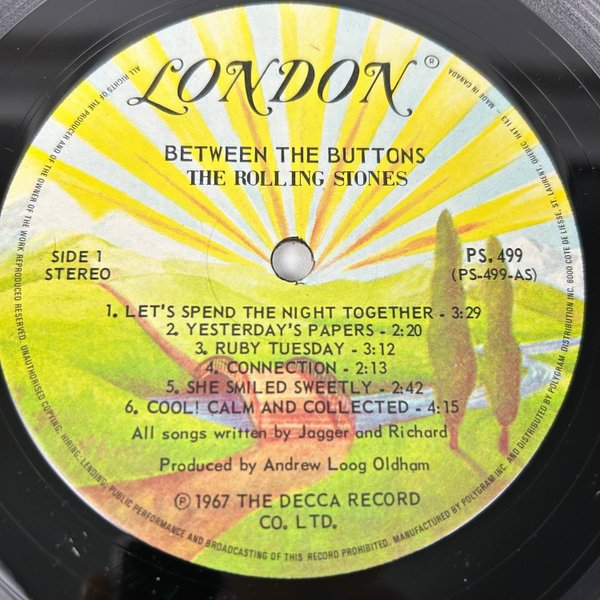 LONDON ®
BETWEEN THE BUTTONS
THE ROLLING STONES
SIDE 1
STEREO
PS. 499
(PS-499-AS)
1. LET'S SPEND THE NIGHT TOGETHER - 3:29
2. YESTERDAY'S PAPERS - 2:20
3. RUBY TUESDAY - 3:12
4. CONNECTION - 2:13
5. SHE SMILED SWEETLY - 2:42
6. COOL! CALM AND COLLECTED - 4:15
All songs written by Jagger and Richard
Produced by Andrew Loog Oldham
℗ 1967 THE DECCA RECORD
CO. LTD.
ALL RIGHTS OF THE PRODUCER AND OF THE OWNER OF THE WORK REPRODUCED RESERVED. UNAUTHORISED COPYING, HIRING, LENDING, PUBLIC PERFORMANCE AND BROADCASTING OF THIS RECORD PROHIBITED. MANUFACTURED BY POLYGRAM INC. AND DISTRIBUTED BY POLYGRAM DISTRIBUTION INC. 6000 COTE DE LIESSE, ST. LAURENT, QUEBEC H4T 1E3 - MADE IN CANADA